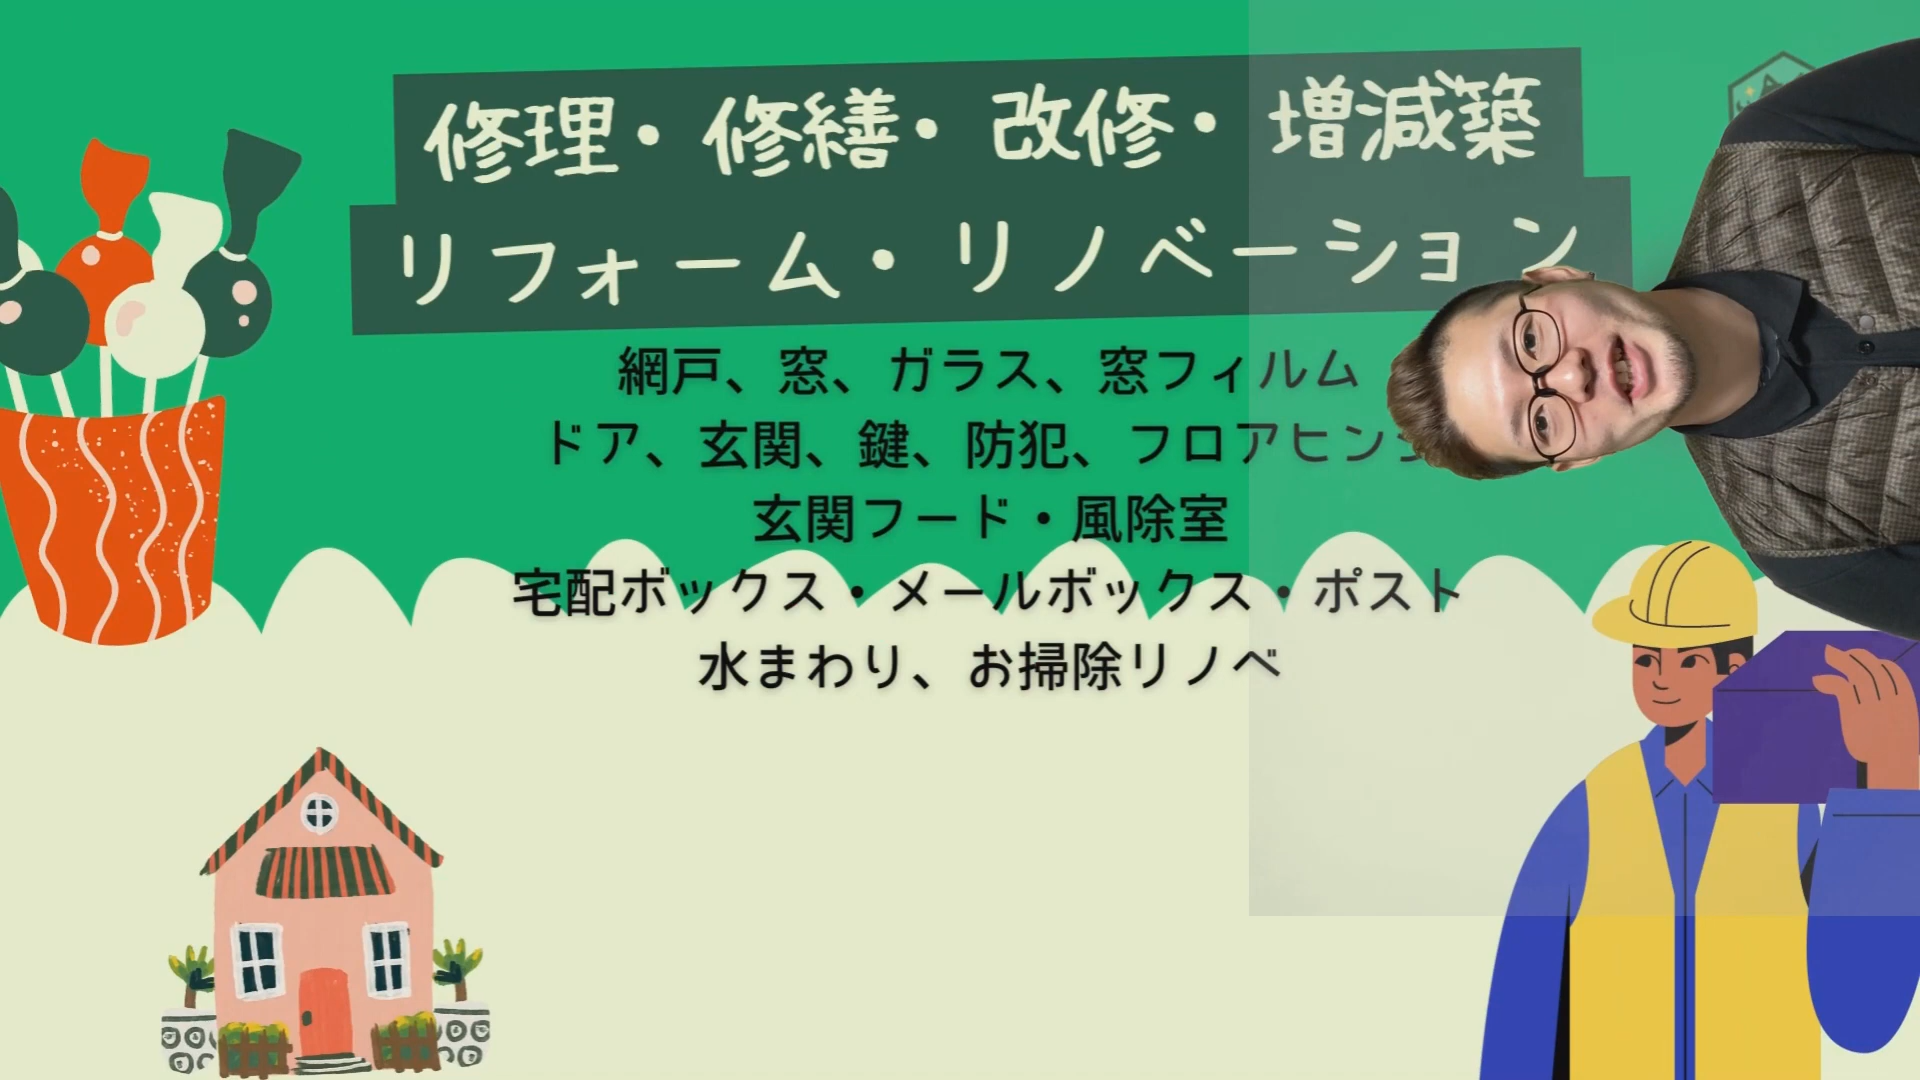 修理・修繕・改修・増減築
リフォーム・リノベーション
網戸、窓、ガラス、窓フィルム
ドア、玄関、鍵、防犯、フロアヒンジ
玄関フード・風除室
宅配ボックス・メールボックス・ポスト
水まわり、お掃除リノベ